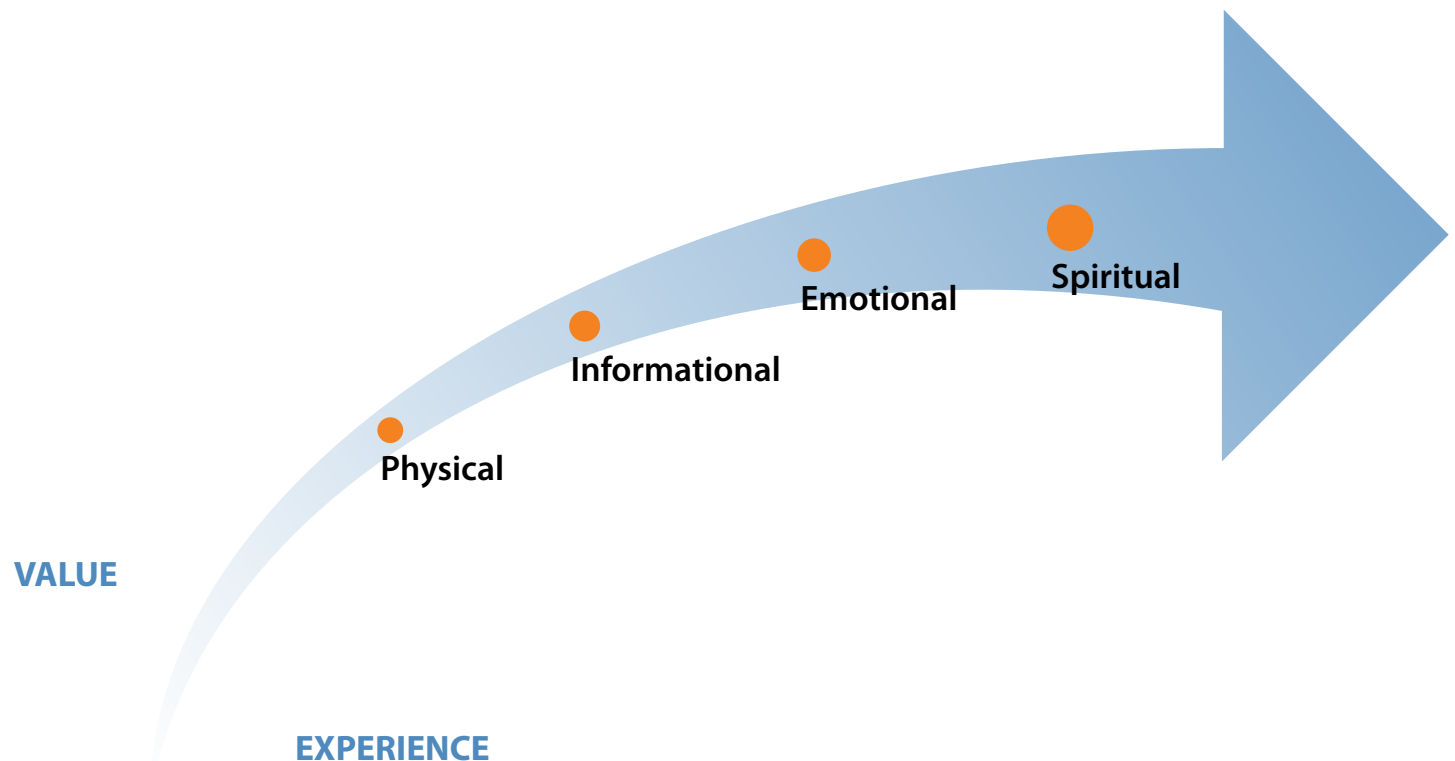 Spiritual
Emotional
Informational
Physical
VALUE
EXPERIENCE